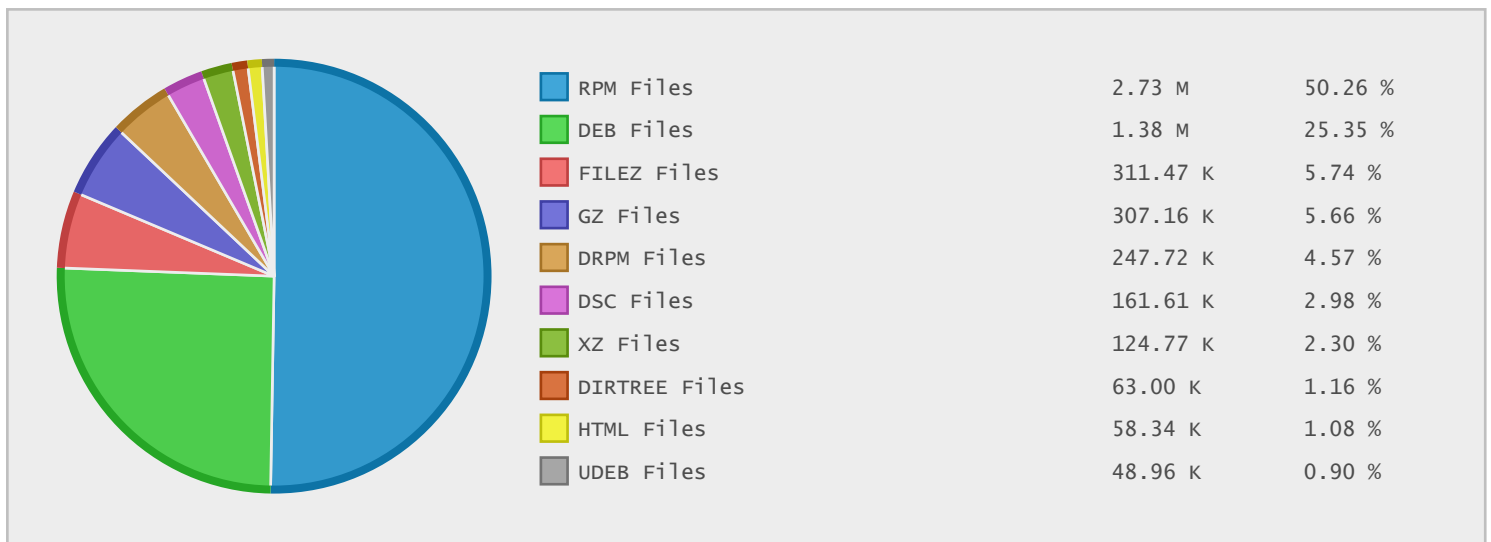 RPM Files 2.73 M 50.26 %
DEB Files 1.38 M 25.35 %
FILEZ Files 311.47 K 5.74 %
GZ Files 307.16 K 5.66 %
DRPM Files 247.72 K 4.57 %
DSC Files 161.61 K 2.98 %
XZ Files 124.77 K 2.30 %
DIRTREE Files 63.00 K 1.16 %
HTML Files 58.34 K 1.08 %
UDEB Files 48.96 K 0.90 %